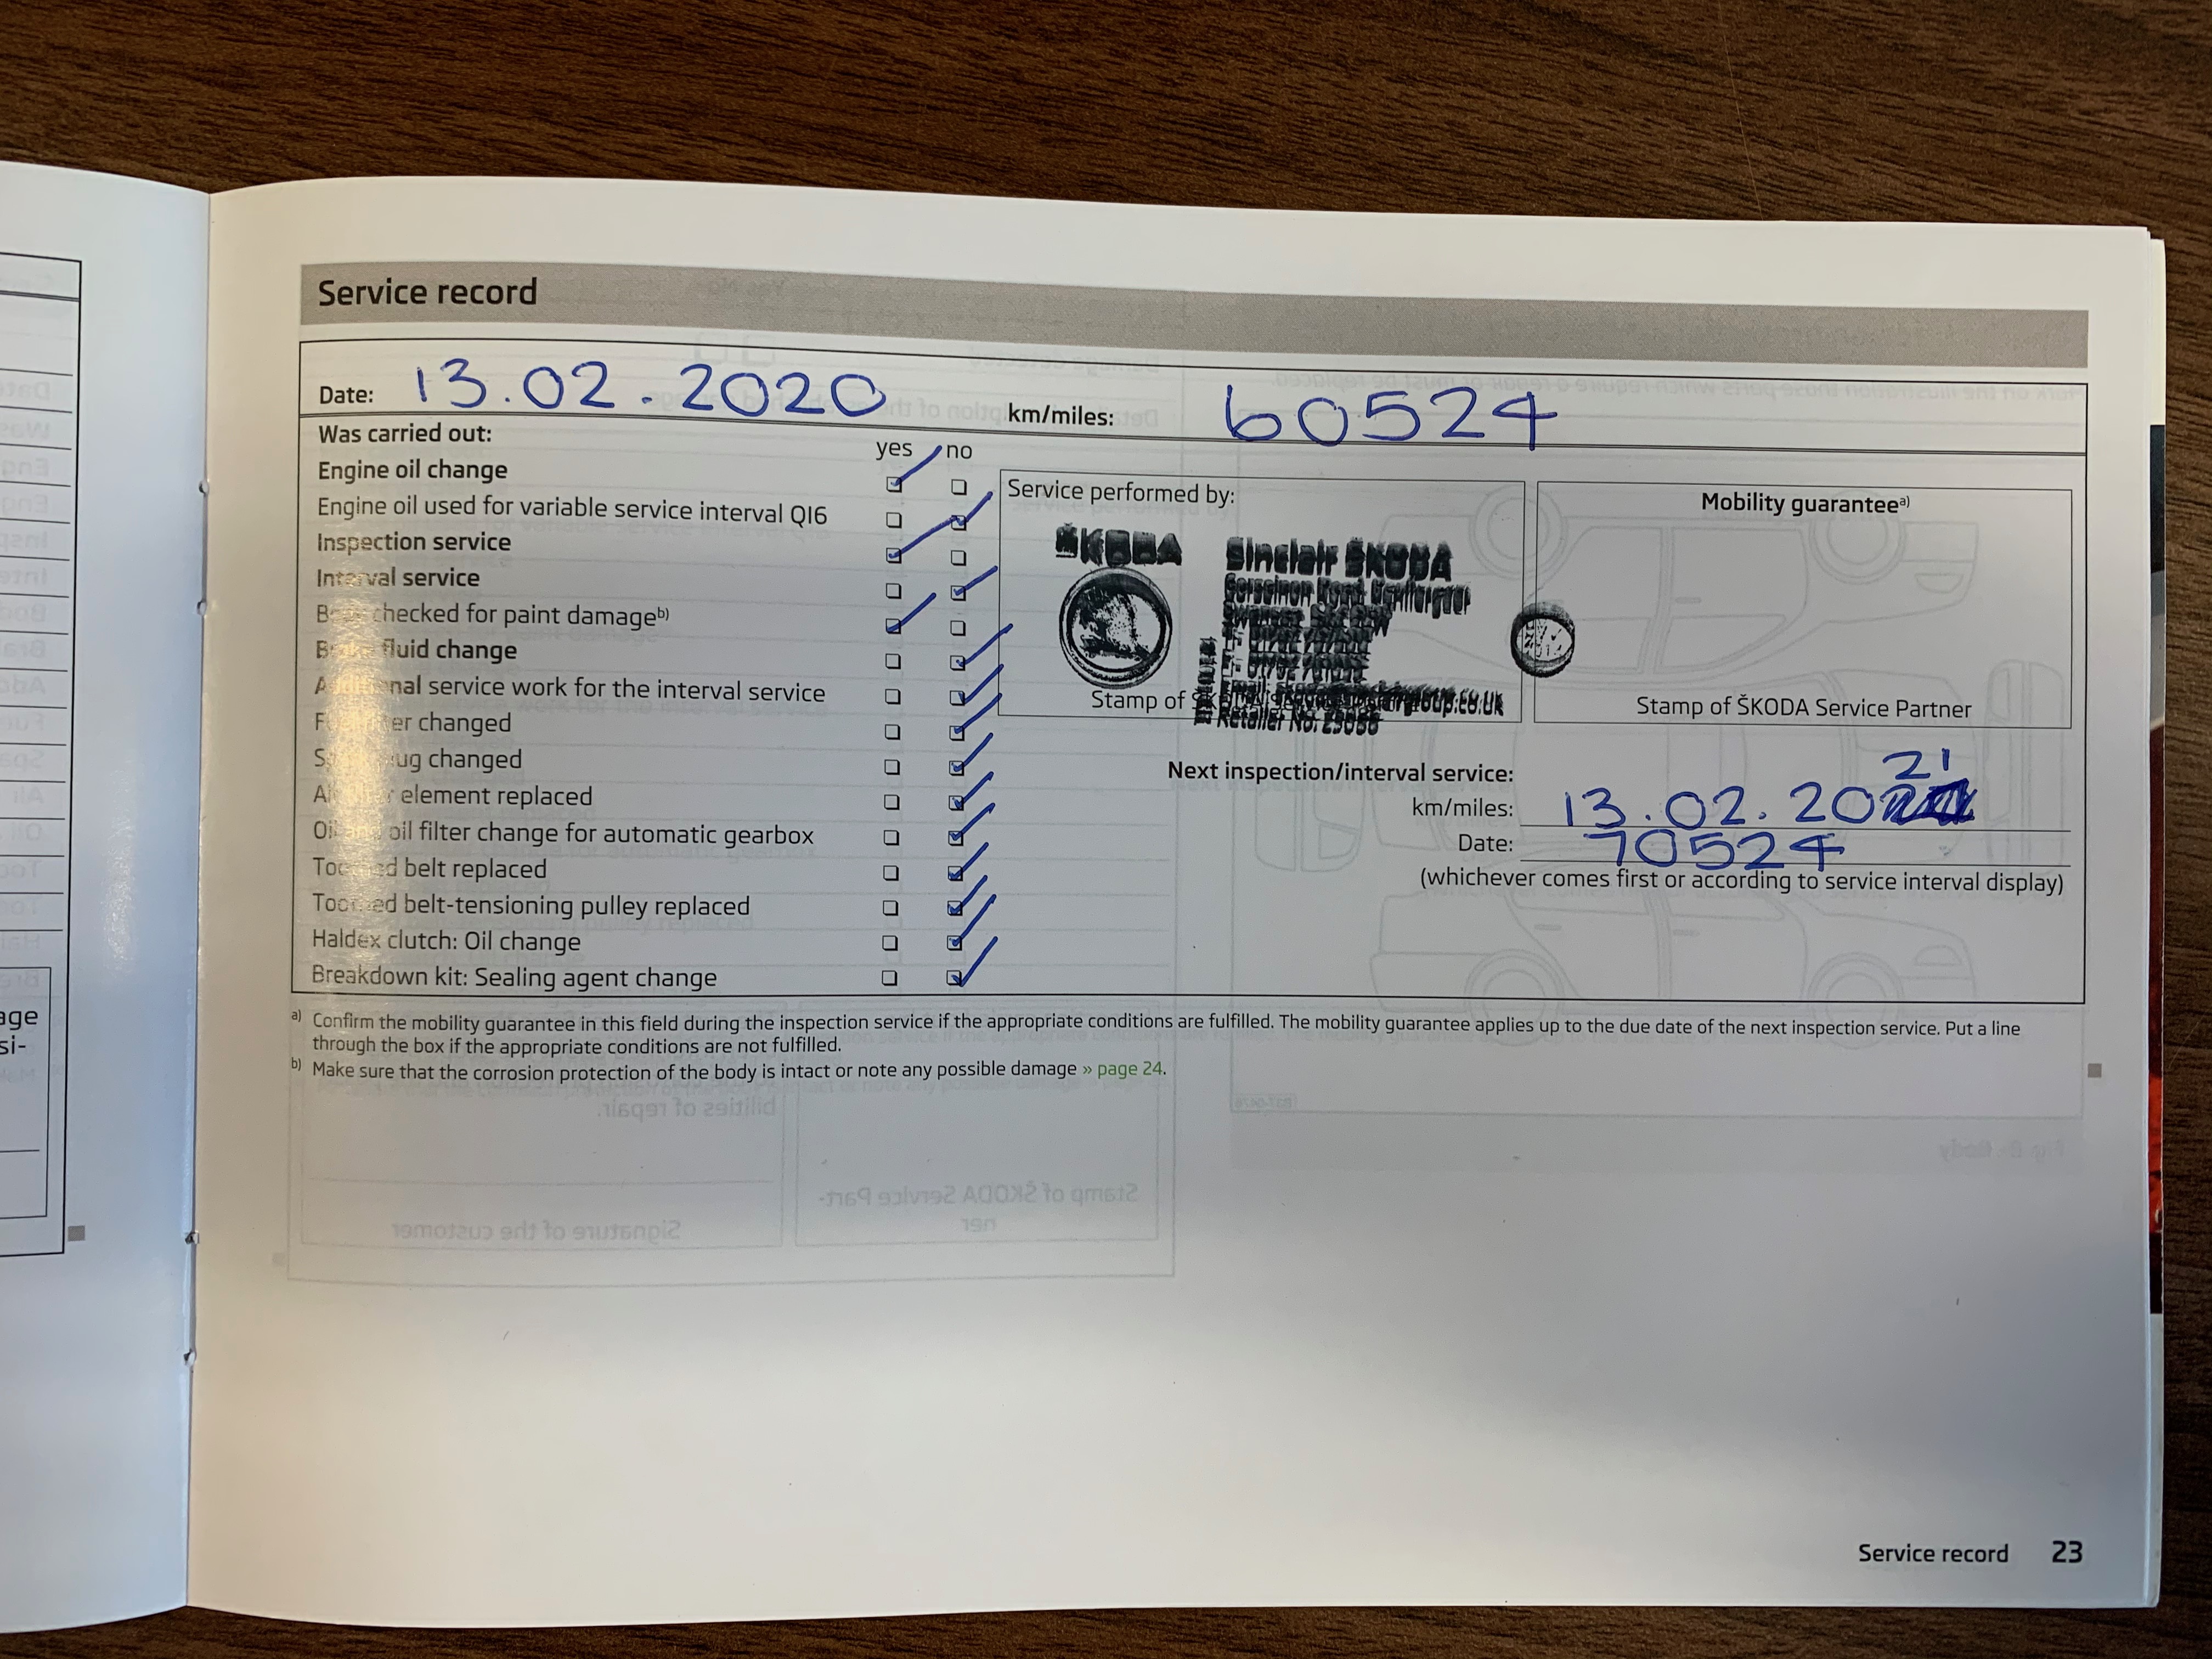 Service record
Date: 13.02.2020 km/miles: 60524
Was carried out: yes no
Engine oil change
Engine oil used for variable service interval QI6
Inspection service
Interval service
checked for paint damage b)
fluid change
service work for the interval service
changed
changed
element replaced
oil filter change for automatic gearbox
belt replaced
belt-tensioning pulley replaced
Haldex clutch: Oil change
Breakdown kit: Sealing agent change
Service performed by:
ŠKODA
Sinclair ŠKODA
Swansea
Stamp of
Retailer No:
Mobility guarantee a)
Stamp of ŠKODA Service Partner
Next inspection/interval service:
21
km/miles: 13.02.20
Date: 70524
(whichever comes first or according to service interval display)
a) Confirm the mobility guarantee in this field during the inspection service if the appropriate conditions are fulfilled. The mobility guarantee applies up to the due date of the next inspection service. Put a line
through the box if the appropriate conditions are not fulfilled.
b) Make sure that the corrosion protection of the body is intact or note any possible damage » page 24.
Service record 23